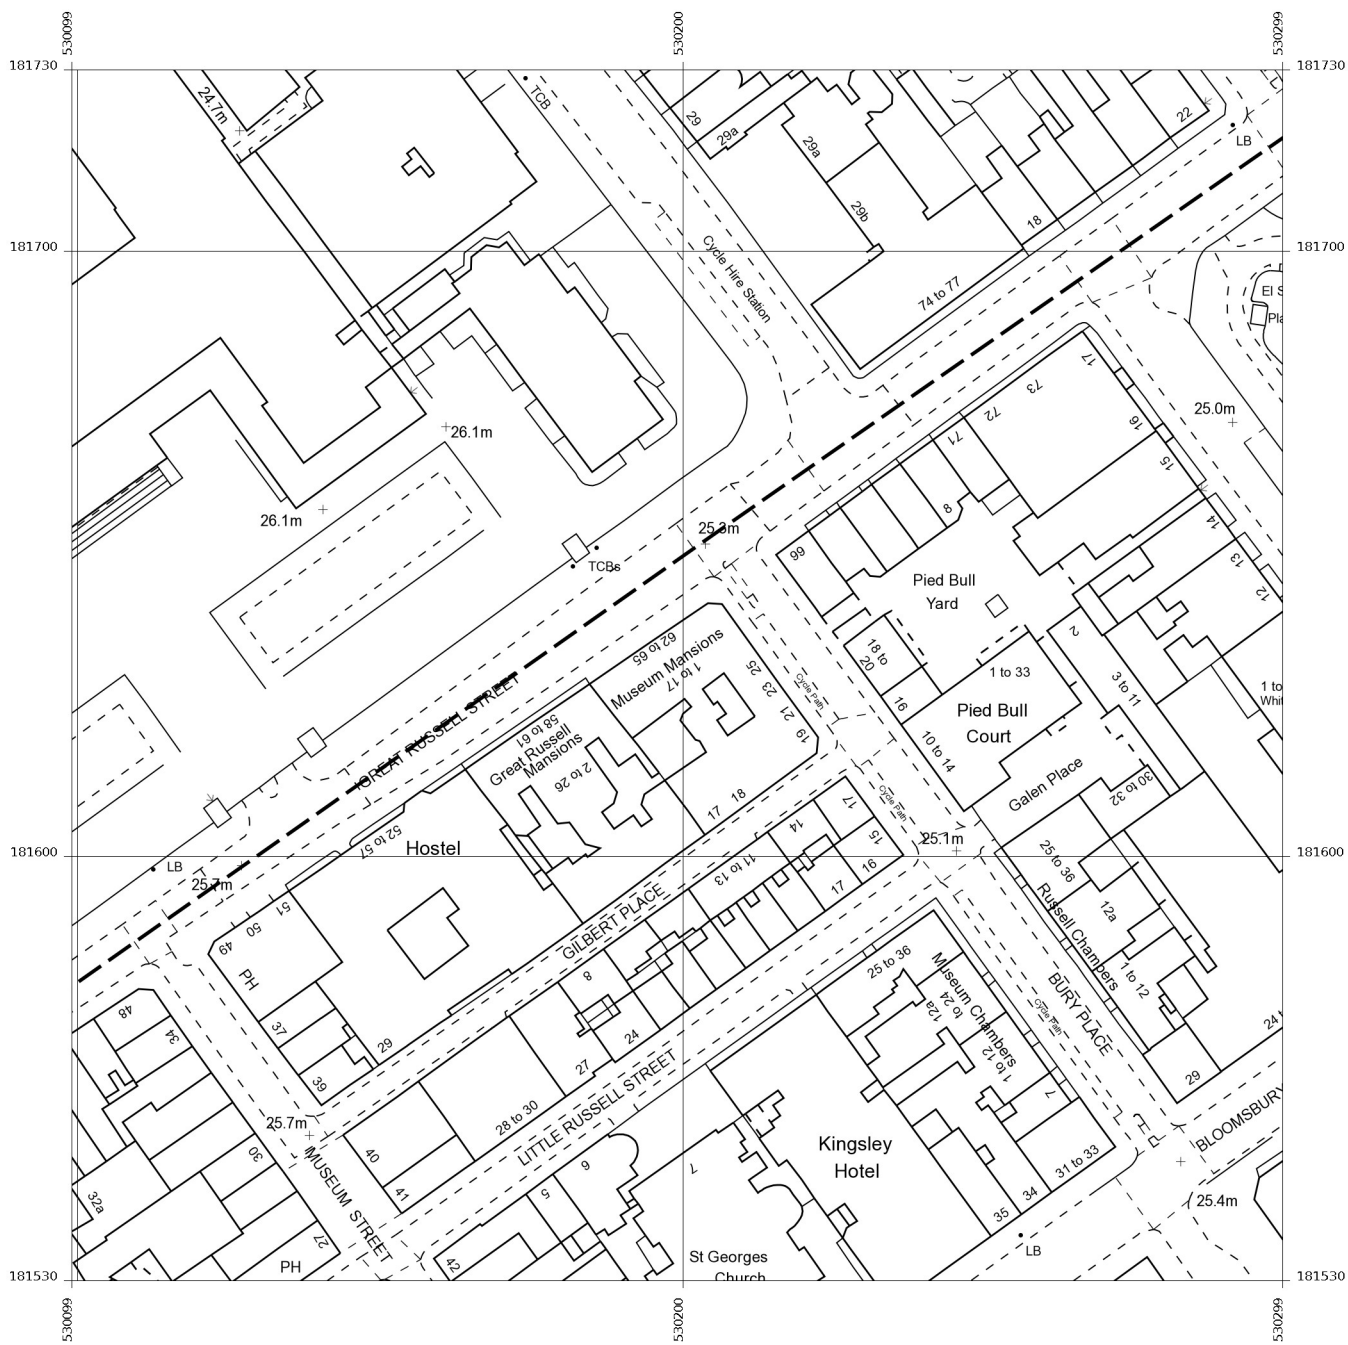 530099
530200
530299
181730
181730
24.7m
TCB
29
29a
29a
22
LB
29b
18
181700
181700
Cycle Hire Station
74 to 77
El S
Pla
17
73
72
71
16
25.0m
15
26.1m
26.1m
8
14
25.3m
66
13
TCBs
Pied Bull
Yard
12
62 to 65
Museum Mansions
1 to 17
25
23
21
19
18 to
20
2
1 to 33
3 to 11
1 to
Whit
Cycle Path
16
Pied Bull
Court
10 to 14
GREAT RUSSELL STREET
58 to 61
Great Russell
Mansions
2 to 26
Galen Place
30 to 32
17
18
17
Cycle Path
14
15
25.1m
52 to 57
Hostel
181600
181600
11 to 13
16
17
25 to 36
LB
25.7m
51
50
49
GILBERT PLACE
12a
Russell Chambers
1 to 12
PH
8
25 to 36
Museum Chambers
24
to
12a
BURY PLACE
Cycle Path
48
34
37
29
24
24
1 to 12
27
39
7
29
28 to 30
LITTLE RUSSELL STREET
25.7m
BLOOMSBURY
40
30
MUSEUM STREET
Kingsley
Hotel
6
7
31 to 33
32a
41
5
34
35
25.4m
27
PH
42
St Georges
Church
LB
181530
181530
530099
530200
530299